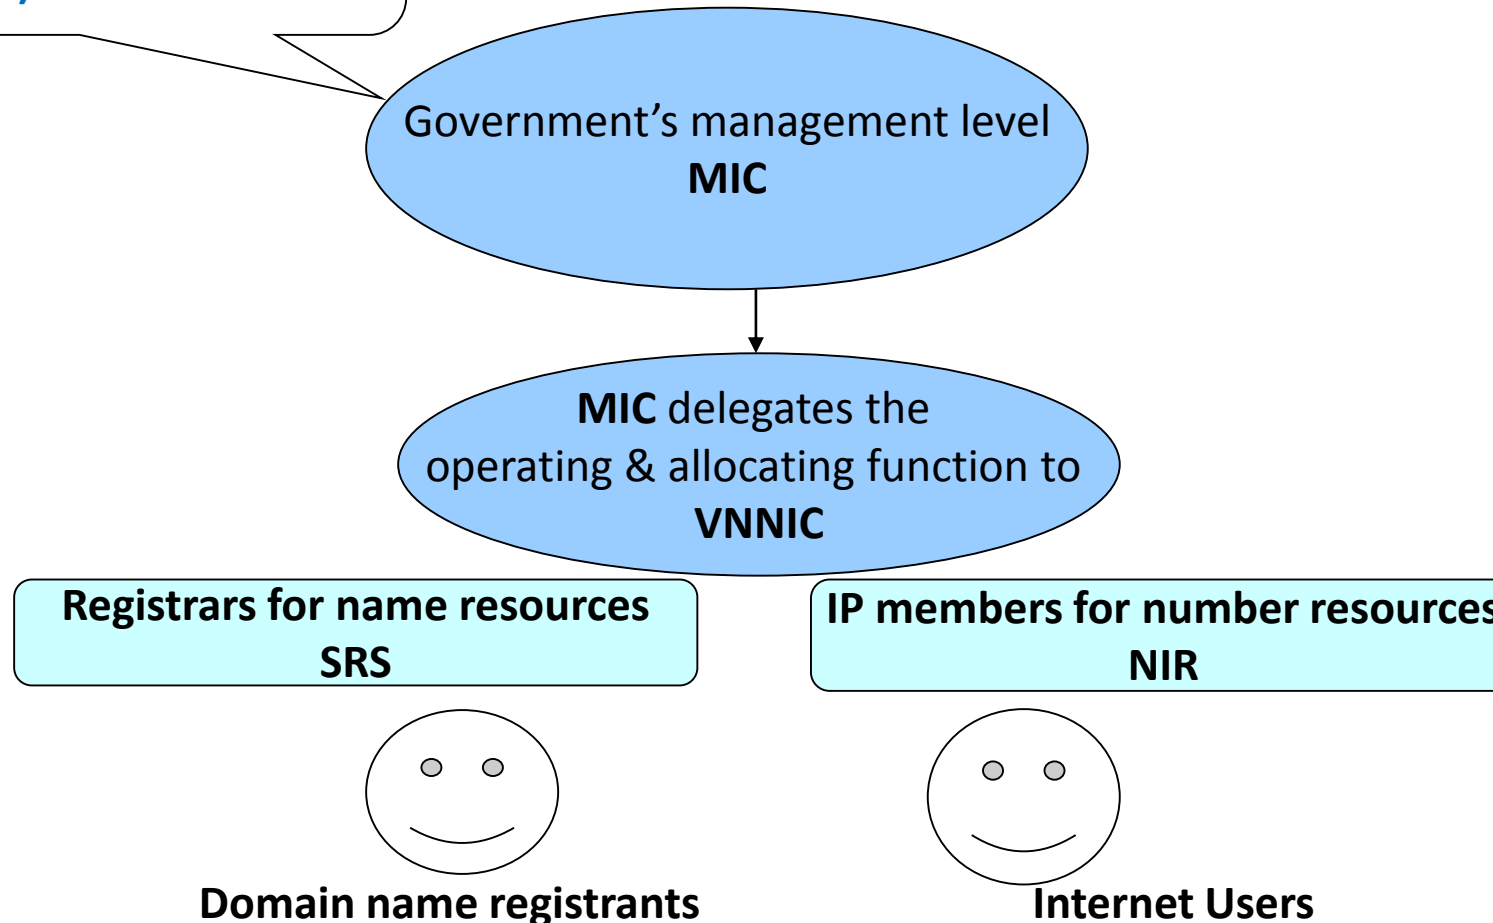 Government’s management level
MIC
MIC delegates the
operating & allocating function to
VNNIC
Registrars for name resources
SRS
IP members for number resources
NIR
Domain name registrants
Internet Users